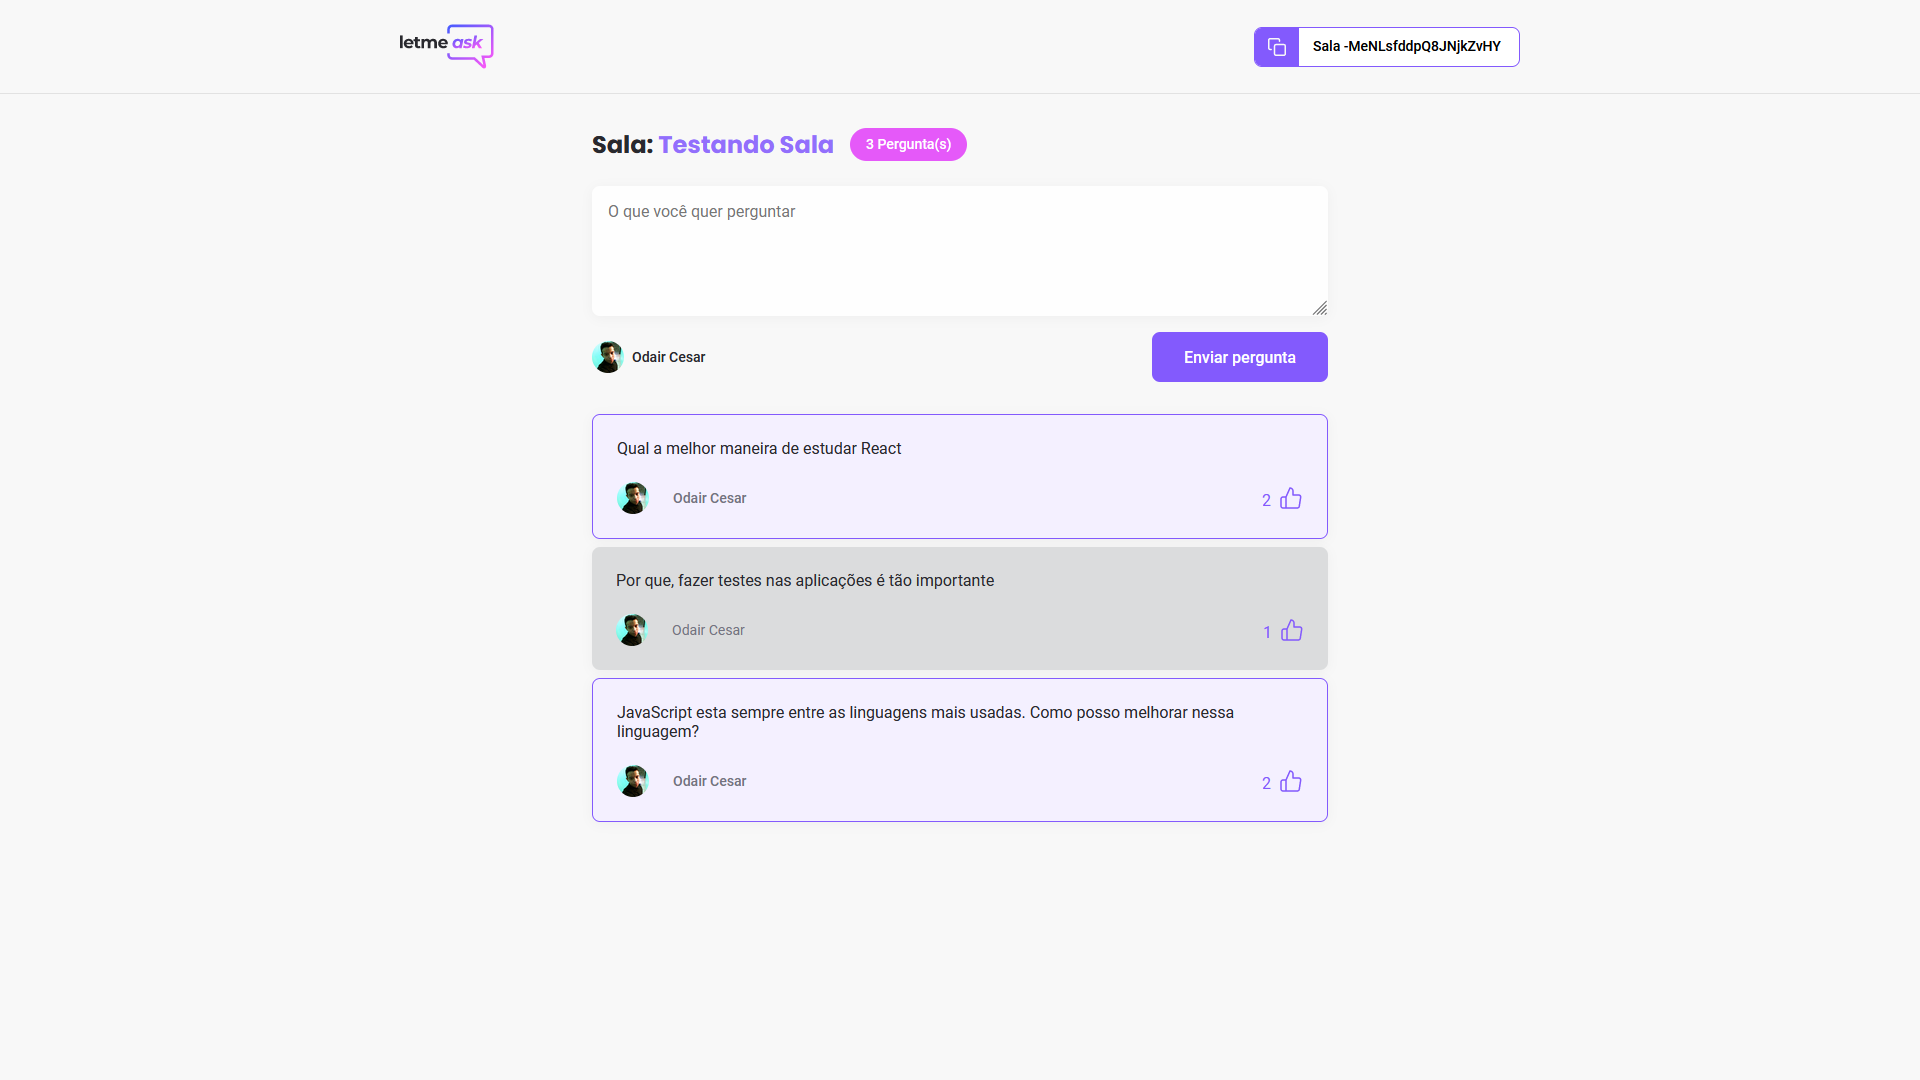 letme ask
Sala -MeNLsfddpQ8JNjkZvHY
Sala: Testando Sala
3 Pergunta(s)
O que você quer perguntar
Odair Cesar
Enviar pergunta
Qual a melhor maneira de estudar React
Odair Cesar
2
Por que, fazer testes nas aplicações é tão importante
Odair Cesar
1
JavaScript esta sempre entre as linguagens mais usadas. Como posso melhorar nessa
linguagem?
Odair Cesar
2